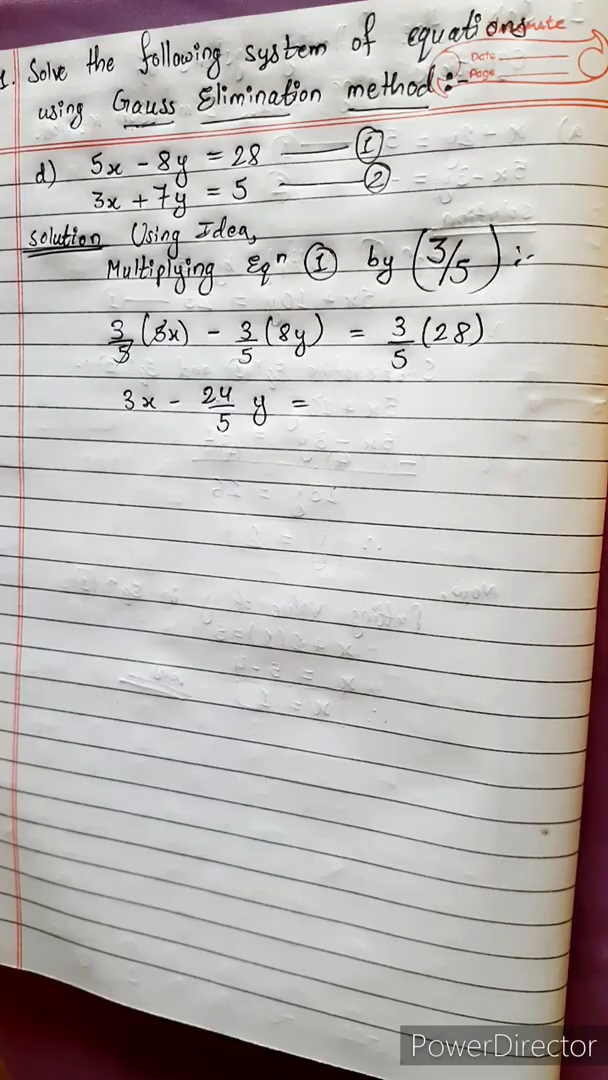 1. Solve the following system of equations
Date
Page
using Gauss Elimination method :-
d) 5x - 8y = 28 ——— ①
3x + 7y = 5 ——— ②
solution Using Idea,
Multiplying Eqⁿ ① by (3/5) :-
3/5 (5x) - 3/5 (8y) = 3/5 (28)
3x - 24/5 y =
PowerDirector